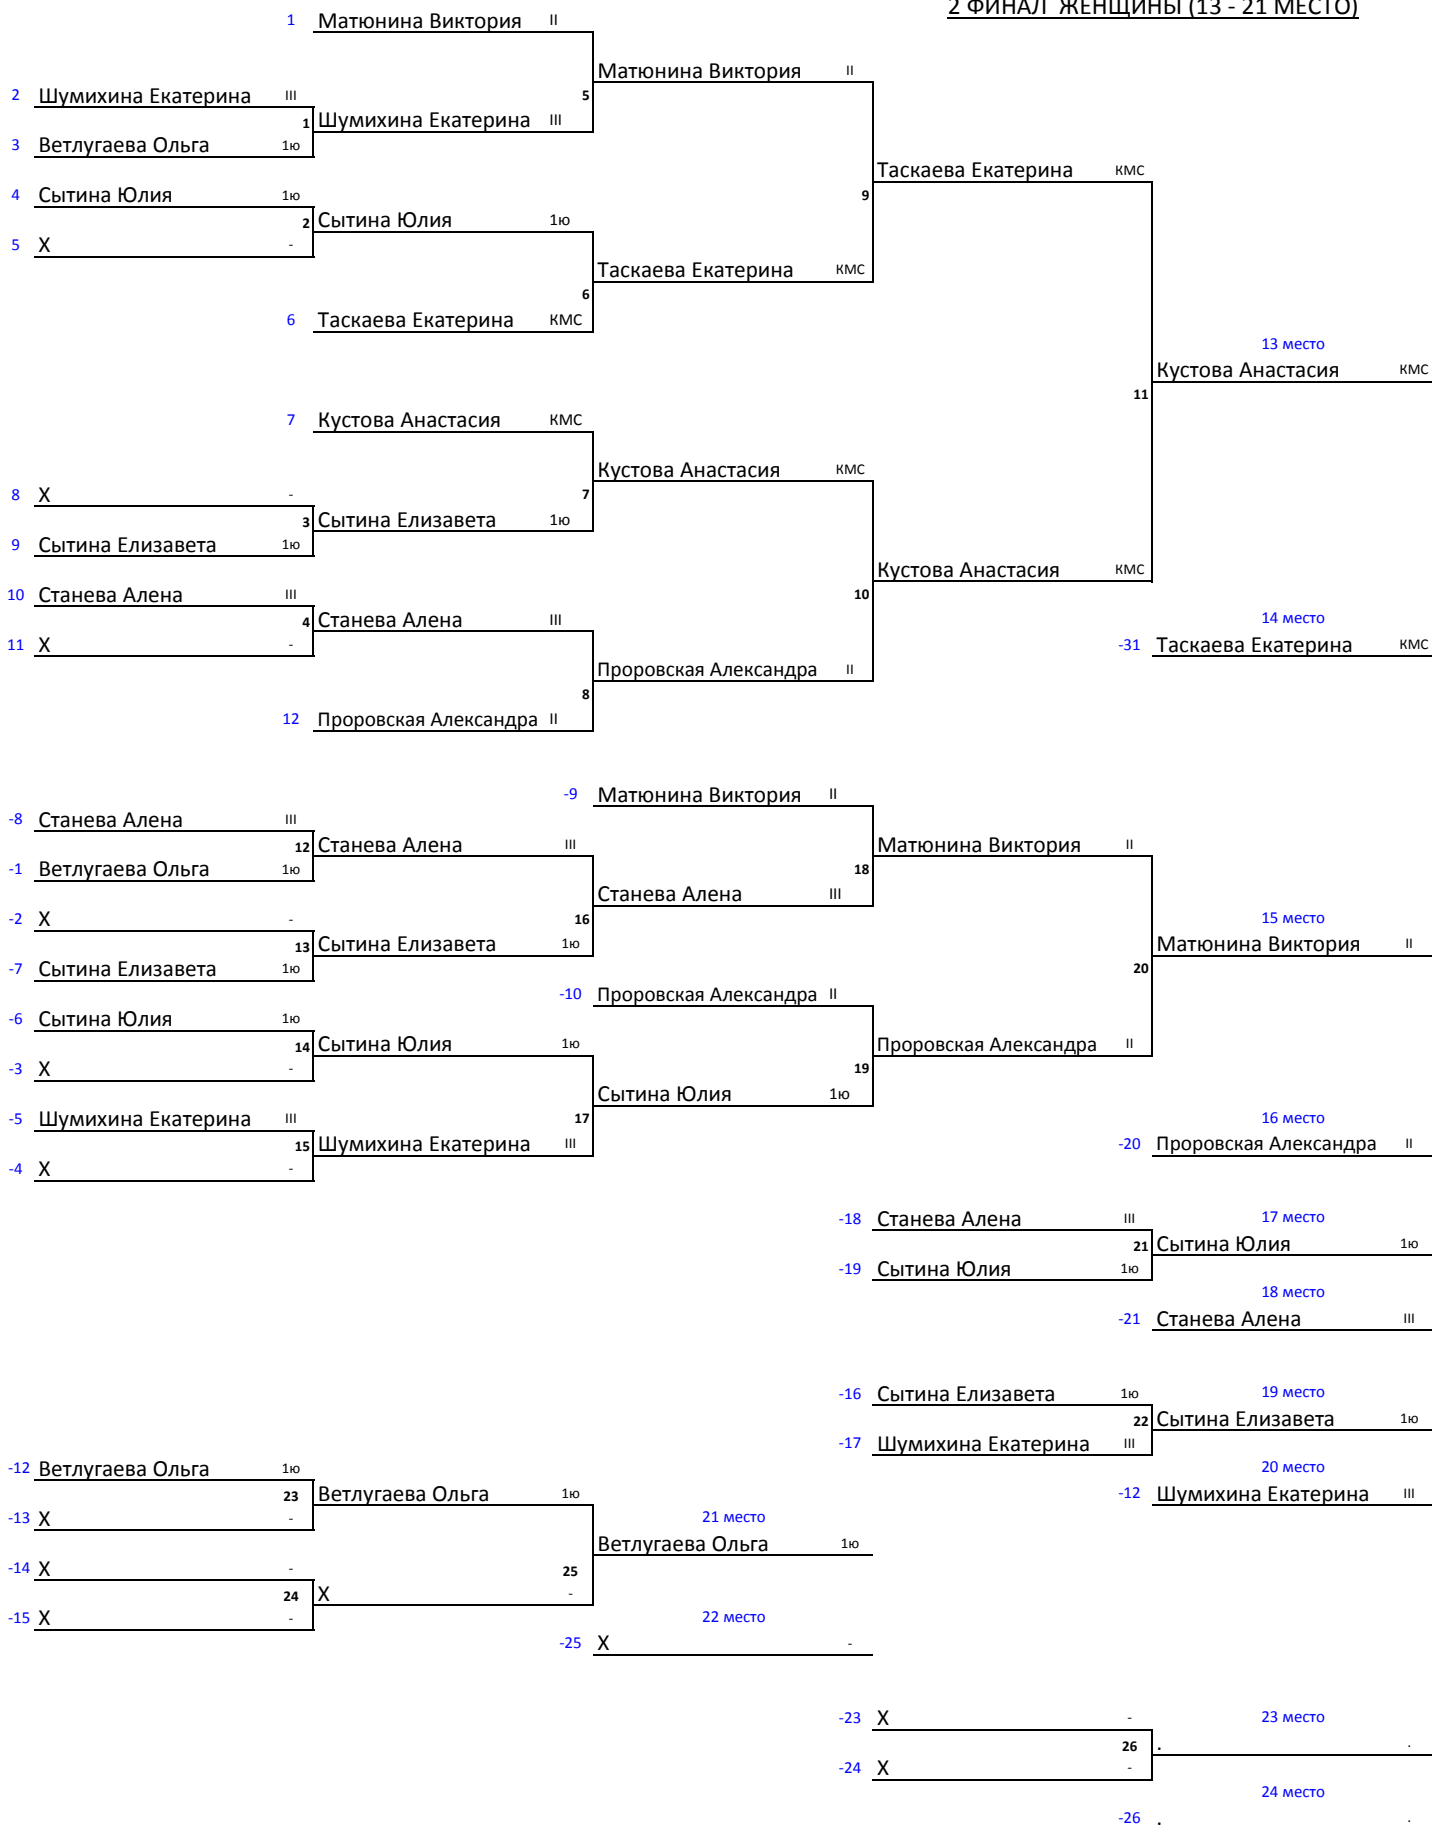 2 ФИНАЛ ЖЕНЩИНЫ (13 - 21 МЕСТО)
1 Матюнина Виктория II
Матюнина Виктория II
2 Шумихина Екатерина III
5
1 Шумихина Екатерина III
3 Ветлугаева Ольга 1ю
Таскаева Екатерина кмс
4 Сытина Юлия 1ю
9
2 Сытина Юлия 1ю
5 X -
Таскаева Екатерина кмс
6
6 Таскаева Екатерина КМС
13 место
Кустова Анастасия кмс
11
7 Кустова Анастасия КМС
Кустова Анастасия кмс
8 X -
7
3 Сытина Елизавета 1ю
9 Сытина Елизавета 1ю
Кустова Анастасия кмс
10 Станева Алена III
10
4 Станева Алена III
14 место
11 X -
-31 Таскаева Екатерина кмс
Проровская Александра II
8
12 Проровская Александра II
-9 Матюнина Виктория II
-8 Станева Алена III
12 Станева Алена III
Матюнина Виктория II
-1 Ветлугаева Ольга 1ю
18
Станева Алена III
-2 X -
16
15 место
13 Сытина Елизавета 1ю
Матюнина Виктория II
-7 Сытина Елизавета 1ю
20
-10 Проровская Александра II
-6 Сытина Юлия 1ю
14 Сытина Юлия 1ю
Проровская Александра II
-3 X -
19
Сытина Юлия 1ю
-5 Шумихина Екатерина III
17
16 место
15 Шумихина Екатерина III
-20 Проровская Александра II
-4 X -
-18 Станева Алена III
17 место
21 Сытина Юлия 1ю
-19 Сытина Юлия 1ю
18 место
-21 Станева Алена III
-16 Сытина Елизавета 1ю
19 место
22 Сытина Елизавета 1ю
-17 Шумихина Екатерина III
-12 Ветлугаева Ольга 1ю
20 место
23 Ветлугаева Ольга 1ю
-12 Шумихина Екатерина III
-13 X -
21 место
Ветлугаева Ольга 1ю
-14 X -
25
24 X -
-15 X -
22 место
-25 X -
-23 X -
23 место
26 . .
-24 X -
24 место
-26 . .